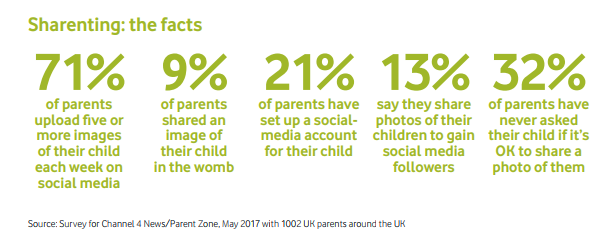 Sharenting: the facts
71%
of parents
upload five or
more images
of their child
each week on
social media
9%
of parents
shared an
image of
their child
in the womb
21%
of parents have
set up a social-
media account
for their child
13%
say they share
photos of their
children to gain
social media
followers
32%
of parents have
never asked
their child if it's
OK to share a
photo of them
Source: Survey for Channel 4 News/Parent Zone, May 2017 with 1002 UK parents around the UK